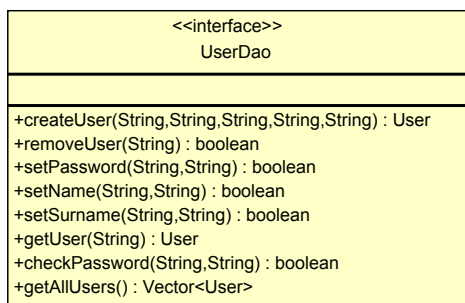 <<interface>>
UserDao
+createUser(String,String,String,String,String) : User
+removeUser(String) : boolean
+setPassword(String,String) : boolean
+setName(String,String) : boolean
+setSurname(String,String) : boolean
+getUser(String) : User
+checkPassword(String,String) : boolean
+getAllUsers() : Vector<User>